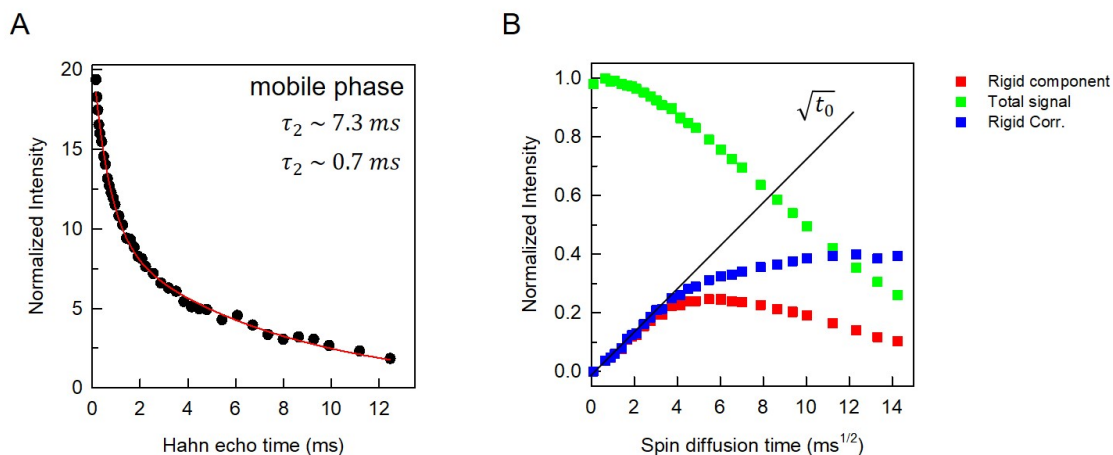 A
B
mobile phase
τ₂ ~ 7.3 ms
τ₂ ~ 0.7 ms
20
15
10
5
0
Normalized Intensity
0 2 4 6 8 10 12
Hahn echo time (ms)
√t₀
1.0
0.8
0.6
0.4
0.2
0.0
Normalized Intensity
0 2 4 6 8 10 12 14
Spin diffusion time (ms^1/2)
Rigid component
Total signal
Rigid Corr.